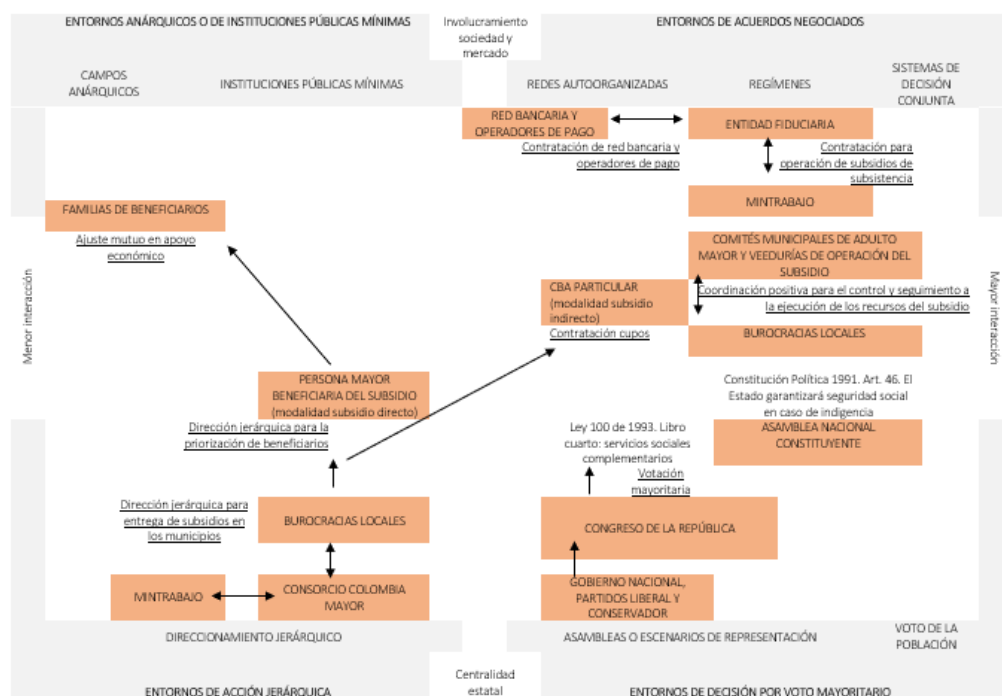 ENTORNOS ANÁRQUICOS O DE INSTITUCIONES PÚBLICAS MÍNIMAS
Involucramiento
sociedad y
mercado
ENTORNOS DE ACUERDOS NEGOCIADOS
CAMPOS
ANÁRQUICOS
INSTITUCIONES PÚBLICAS MÍNIMAS
REDES AUTOORGANIZADAS
REGÍMENES
SISTEMAS DE
DECISIÓN
CONJUNTA
RED BANCARIA Y
OPERADORES DE PAGO
ENTIDAD FIDUCIARIA
Contratación de red bancaria y
operadores de pago
Contratación para
operación de subsidios de
subsistencia
MINTRABAJO
FAMILIAS DE BENEFICIARIOS
Ajuste mutuo en apoyo
económico
COMITÉS MUNICIPALES DE ADULTO
MAYOR Y VEEDURÍAS DE OPERACIÓN DEL
SUBSIDIO
Menor interacción
Mayor interacción
CBA PARTICULAR
(modalidad subsidio
indirecto)
Coordinación positiva para el control y seguimiento a
la ejecución de los recursos del subsidio
Contratación cupos
BUROCRACIAS LOCALES
PERSONA MAYOR
BENEFICIARIA DEL SUBSIDIO
(modalidad subsidio directo)
Dirección jerárquica para la
priorización de beneficiarios
Constitución Política 1991. Art. 46. El
Estado garantizará seguridad social
en caso de indigencia
ASAMBLEA NACIONAL
CONSTITUYENTE
Ley 100 de 1993. Libro
cuarto: servicios sociales
complementarios
Votación
mayoritaria
Dirección jerárquica para
entrega de subsidios en
los municipios
BUROCRACIAS LOCALES
CONGRESO DE LA REPÚBLICA
MINTRABAJO
CONSORCIO COLOMBIA
MAYOR
GOBIERNO NACIONAL,
PARTIDOS LIBERAL Y
CONSERVADOR
DIRECCIONAMIENTO JERÁRQUICO
ASAMBLEAS O ESCENARIOS DE REPRESENTACIÓN
VOTO DE LA
POBLACIÓN
ENTORNOS DE ACCIÓN JERÁRQUICA
Centralidad
estatal
ENTORNOS DE DECISIÓN POR VOTO MAYORITARIO